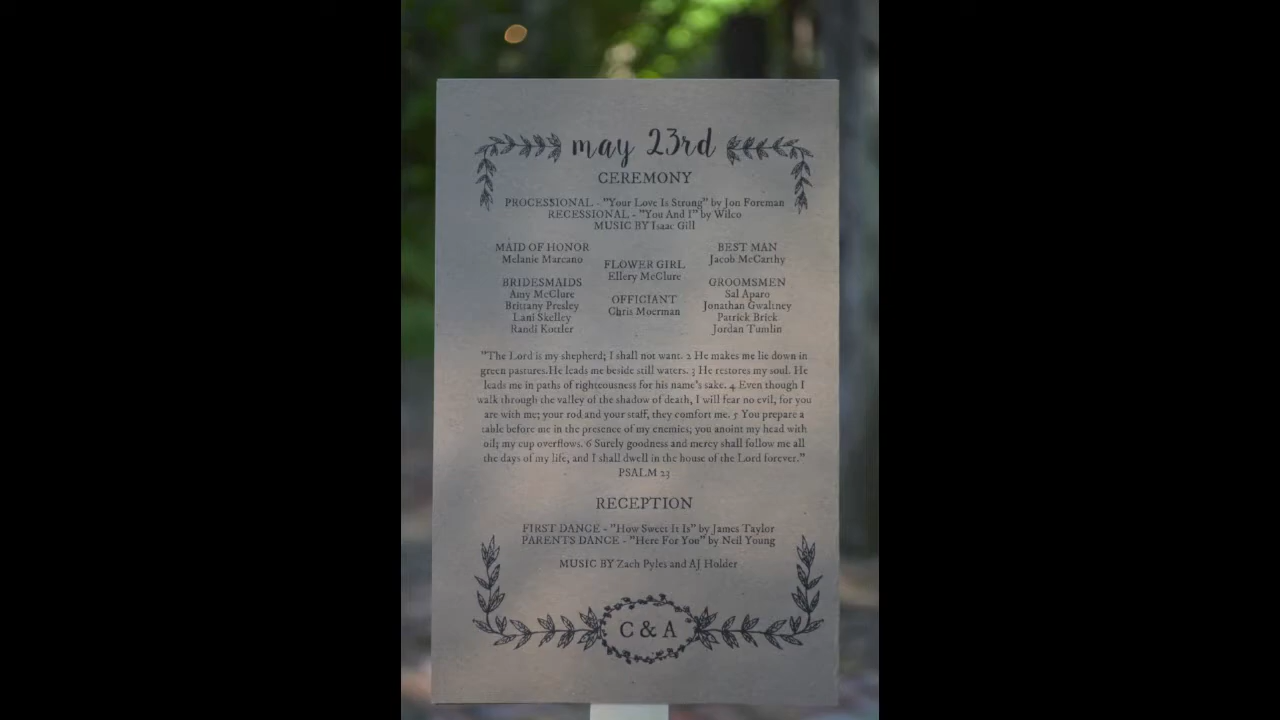 may 23rd
CEREMONY
PROCESSIONAL - "Your Love Is Strong" by Jon Foreman
RECESSIONAL - "You And I" by Wilco
MUSIC BY Isaac Gill
MAID OF HONOR
Melanie Marcano
BRIDESMAIDS
Amy McClure
Brittany Presley
Lani Skelley
Randi Kottler
FLOWER GIRL
Ellery McClure
OFFICIANT
Chris Moerman
BEST MAN
Jacob McCarthy
GROOMSMEN
Sal Aparo
Jonathan Gwaltney
Patrick Brick
Jordan Tumlin
"The Lord is my shepherd; I shall not want. 2 He makes me lie down in
green pastures.He leads me beside still waters. 3 He restores my soul. He
leads me in paths of righteousness for his name's sake. 4 Even though I
walk through the valley of the shadow of death, I will fear no evil, for you
are with me; your rod and your staff, they comfort me. 5 You prepare a
table before me in the presence of my enemies; you anoint my head with
oil; my cup overflows. 6 Surely goodness and mercy shall follow me all
the days of my life, and I shall dwell in the house of the Lord forever."
PSALM 23
RECEPTION
FIRST DANCE - "How Sweet It Is" by James Taylor
PARENTS DANCE - "Here For You" by Neil Young
MUSIC BY Zach Pyles and AJ Holder
C & A